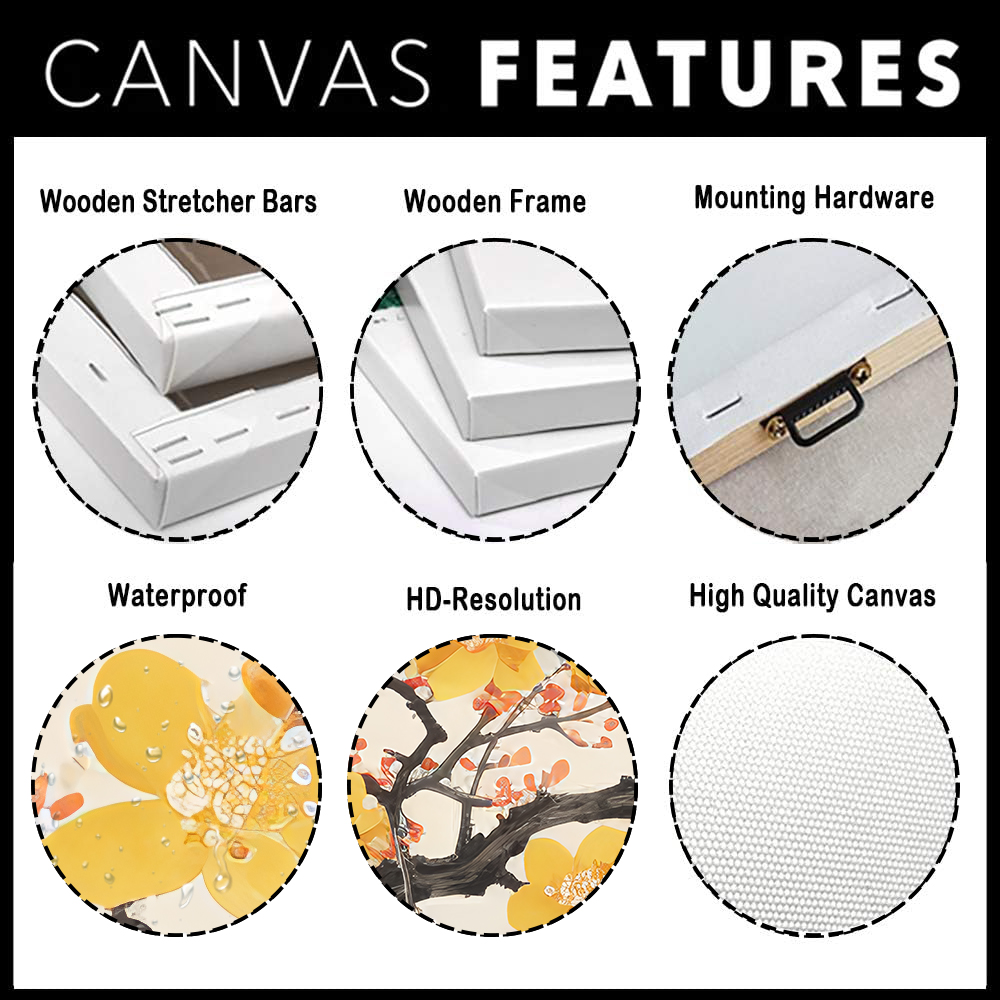 CANVAS FEATURES
Wooden Stretcher Bars
Wooden Frame
Mounting Hardware
Waterproof
HD-Resolution
High Quality Canvas